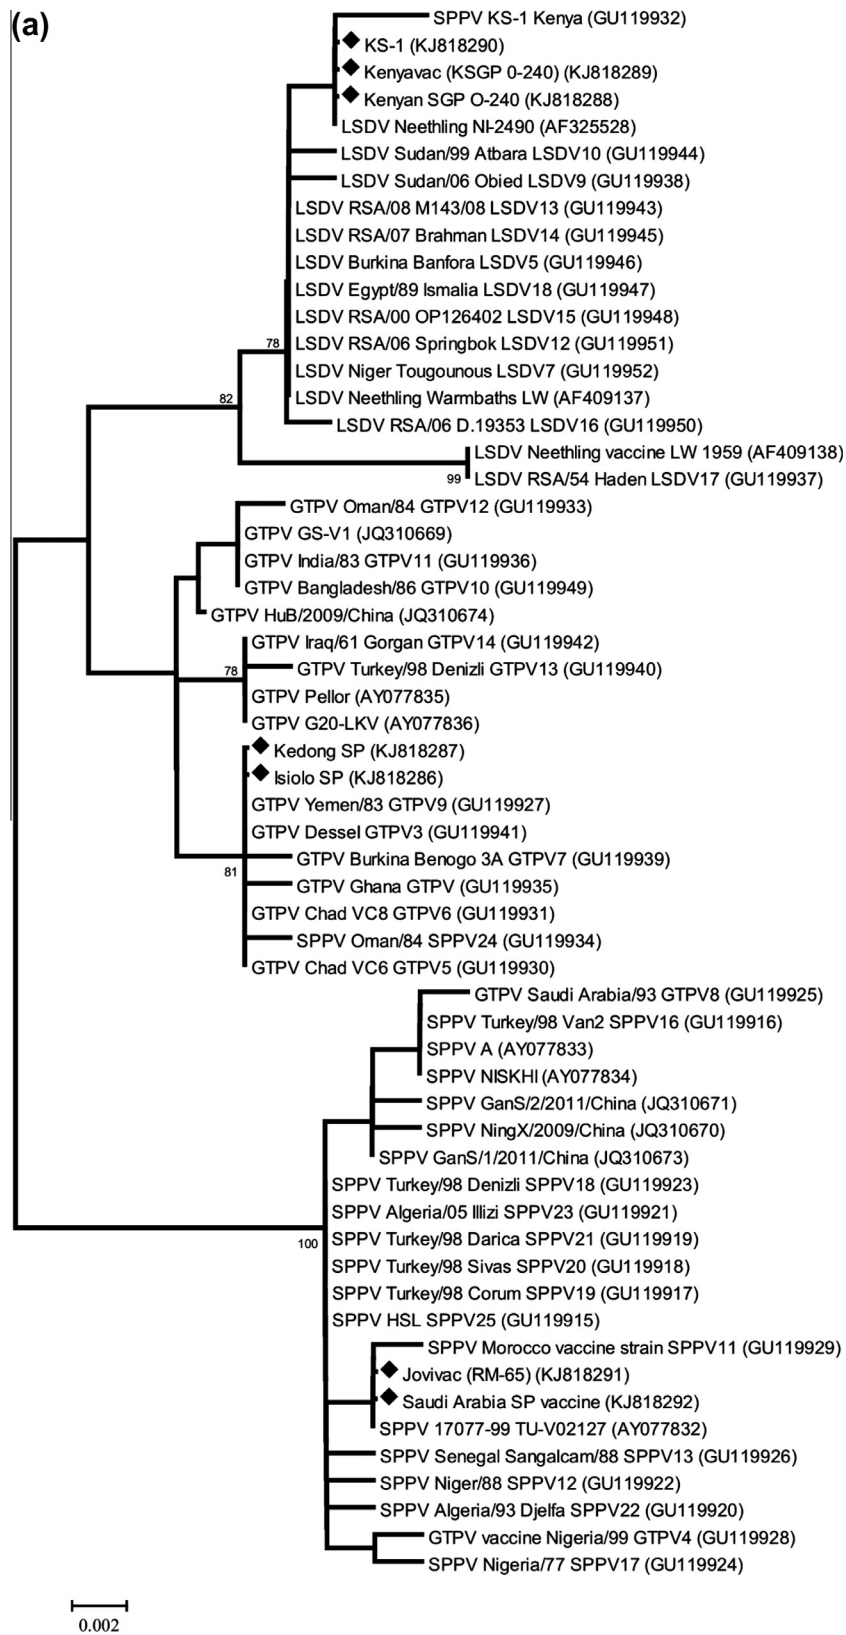 (a)
SPPV KS-1 Kenya (GU119932)
KS-1 (KJ818290)
Kenyavac (KSGP 0-240) (KJ818289)
Kenyan SGP O-240 (KJ818288)
LSDV Neethling NI-2490 (AF325528)
LSDV Sudan/99 Atbara LSDV10 (GU119944)
LSDV Sudan/06 Obied LSDV9 (GU119938)
LSDV RSA/08 M143/08 LSDV13 (GU119943)
LSDV RSA/07 Brahman LSDV14 (GU119945)
LSDV Burkina Banfora LSDV5 (GU119946)
LSDV Egypt/89 Ismalia LSDV18 (GU119947)
LSDV RSA/00 OP126402 LSDV15 (GU119948)
LSDV RSA/06 Springbok LSDV12 (GU119951)
78
LSDV Niger Tougounous LSDV7 (GU119952)
LSDV Neethling Warmbaths LW (AF409137)
82
LSDV RSA/06 D.19353 LSDV16 (GU119950)
LSDV Neethling vaccine LW 1959 (AF409138)
LSDV RSA/54 Haden LSDV17 (GU119937)
99
GTPV Oman/84 GTPV12 (GU119933)
GTPV GS-V1 (JQ310669)
GTPV India/83 GTPV11 (GU119936)
GTPV Bangladesh/86 GTPV10 (GU119949)
GTPV HuB/2009/China (JQ310674)
GTPV Iraq/61 Gorgan GTPV14 (GU119942)
78
GTPV Turkey/98 Denizli GTPV13 (GU119940)
GTPV Pellor (AY077835)
GTPV G20-LKV (AY077836)
Kedong SP (KJ818287)
Isiolo SP (KJ818286)
GTPV Yemen/83 GTPV9 (GU119927)
GTPV Dessel GTPV3 (GU119941)
GTPV Burkina Benogo 3A GTPV7 (GU119939)
81
GTPV Ghana GTPV (GU119935)
GTPV Chad VC8 GTPV6 (GU119931)
SPPV Oman/84 SPPV24 (GU119934)
GTPV Chad VC6 GTPV5 (GU119930)
GTPV Saudi Arabia/93 GTPV8 (GU119925)
SPPV Turkey/98 Van2 SPPV16 (GU119916)
SPPV A (AY077833)
SPPV NISKHI (AY077834)
SPPV GanS/2/2011/China (JQ310671)
SPPV NingX/2009/China (JQ310670)
SPPV GanS/1/2011/China (JQ310673)
SPPV Turkey/98 Denizli SPPV18 (GU119923)
SPPV Algeria/05 Illizi SPPV23 (GU119921)
SPPV Turkey/98 Darica SPPV21 (GU119919)
100
SPPV Turkey/98 Sivas SPPV20 (GU119918)
SPPV Turkey/98 Corum SPPV19 (GU119917)
SPPV HSL SPPV25 (GU119915)
SPPV Morocco vaccine strain SPPV11 (GU119929)
Jovivac (RM-65) (KJ818291)
Saudi Arabia SP vaccine (KJ818292)
SPPV 17077-99 TU-V02127 (AY077832)
SPPV Senegal Sangalcam/88 SPPV13 (GU119926)
SPPV Niger/88 SPPV12 (GU119922)
SPPV Algeria/93 Djelfa SPPV22 (GU119920)
GTPV vaccine Nigeria/99 GTPV4 (GU119928)
SPPV Nigeria/77 SPPV17 (GU119924)
0.002